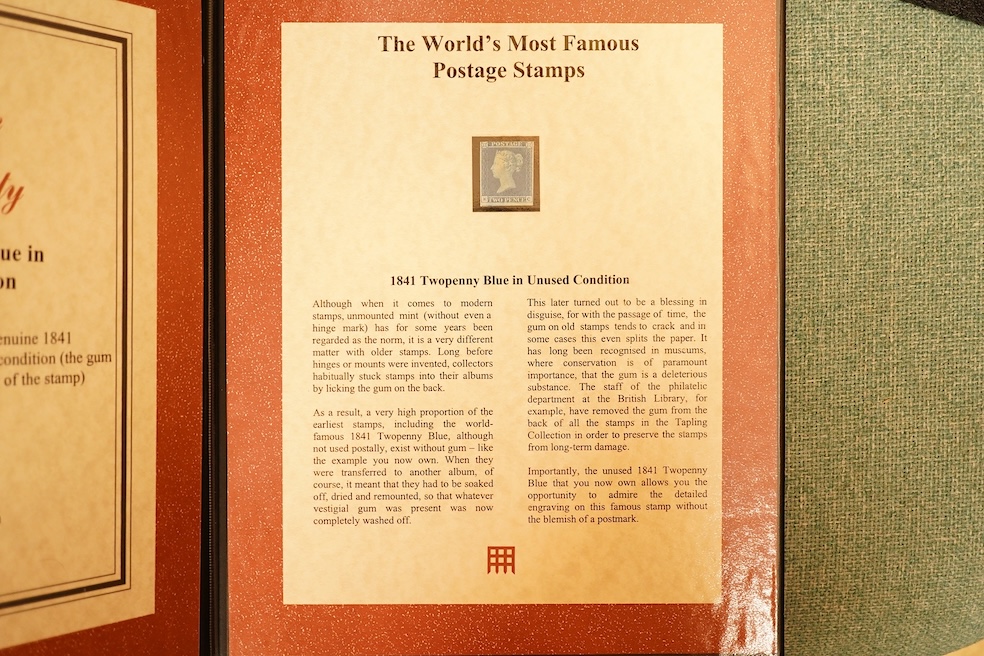 ty
ue in
on
enuine 1841
condition (the gum
of the stamp)
The World's Most Famous
Postage Stamps
POSTAGE
TWO PENCE
1841 Twopenny Blue in Unused Condition
Although when it comes to modern
stamps, unmounted mint (without even a
hinge mark) has for some years been
regarded as the norm, it is a very different
matter with older stamps. Long before
hinges or mounts were invented, collectors
habitually stuck stamps into their albums
by licking the gum on the back.
As a result, a very high proportion of the
earliest stamps, including the world-
famous 1841 Twopenny Blue, although
not used postally, exist without gum – like
the example you now own. When they
were transferred to another album, of
course, it meant that they had to be soaked
off, dried and remounted, so that whatever
vestigial gum was present was now
completely washed off.
This later turned out to be a blessing in
disguise, for with the passage of time, the
gum on old stamps tends to crack and in
some cases this even splits the paper. It
has long been recognised in museums,
where conservation is of paramount
importance, that the gum is a deleterious
substance. The staff of the philatelic
department at the British Library, for
example, have removed the gum from the
back of all the stamps in the Tapling
Collection in order to preserve the stamps
from long-term damage.
Importantly, the unused 1841 Twopenny
Blue that you now own allows you the
opportunity to admire the detailed
engraving on this famous stamp without
the blemish of a postmark.